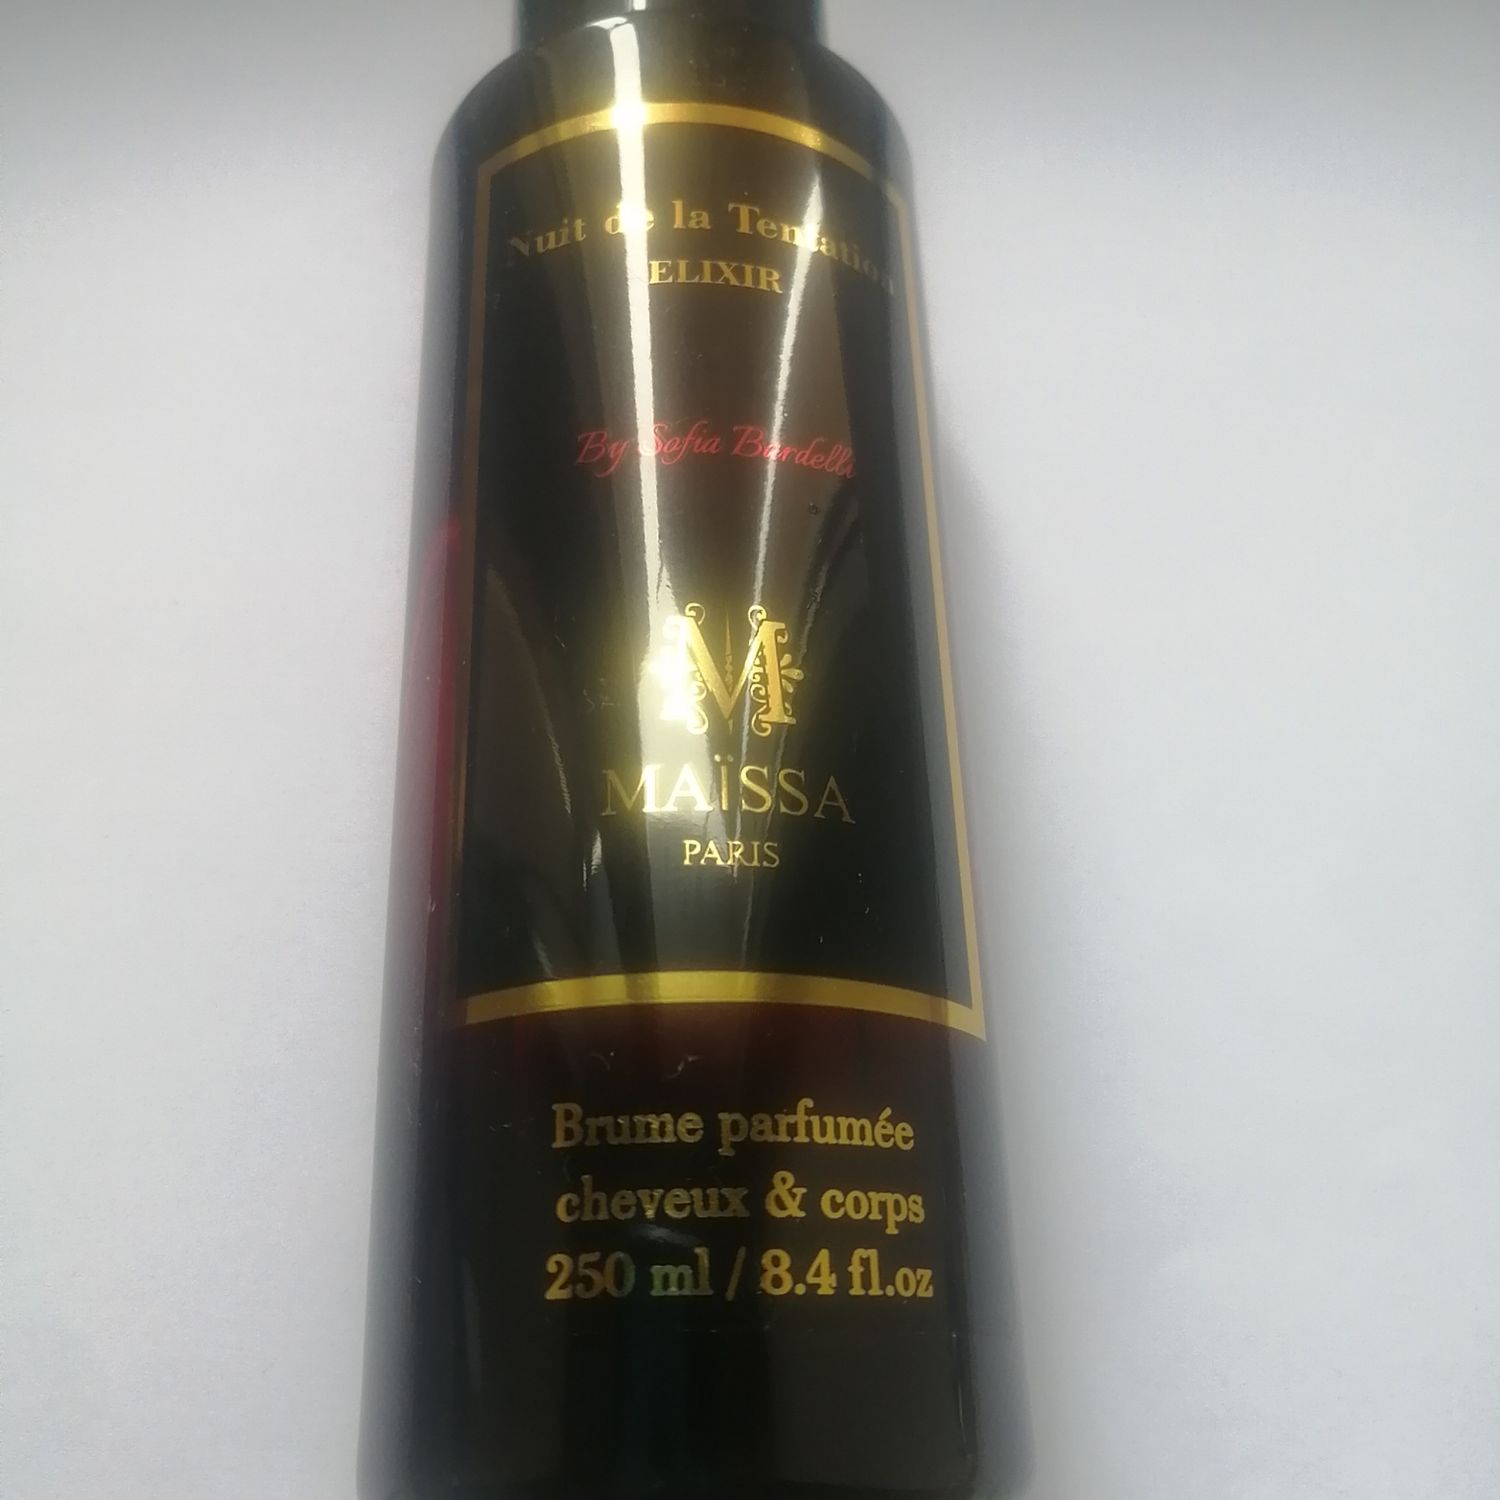 Nuit de la Tentation
ELIXIR
By Sofia Bardelli
M
MAÏSSA
PARIS
Brume parfumée
cheveux & corps
250 ml / 8.4 fl.oz